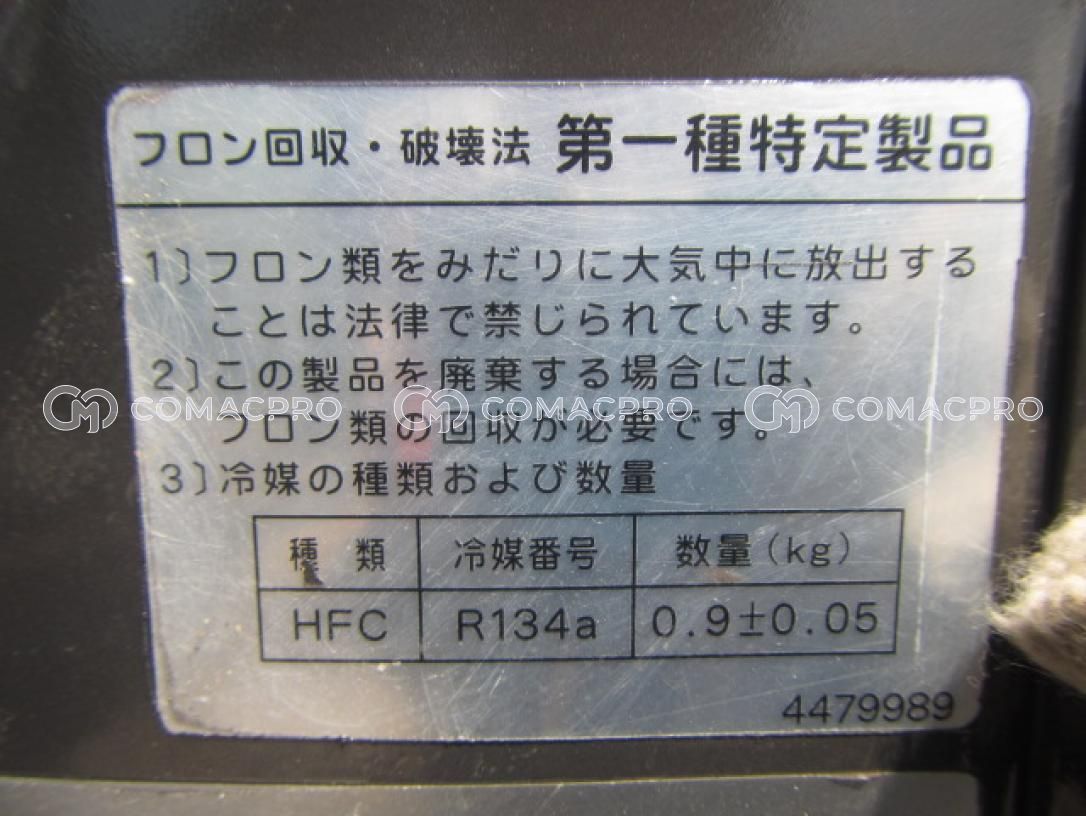 フロン回収・破壊法 第一種特定製品
1)フロン類をみだりに大気中に放出する
ことは法律で禁じられています。
2)この製品を廃棄する場合には、
COMACPRO COMACPRO COMACPRO
フロン類の回収が必要です。
3)冷媒の種類および数量
種類 冷媒番号 数量(kg)
HFC R134a 0.9±0.05
4479989